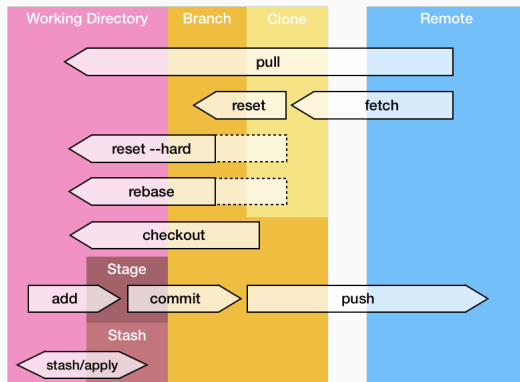 Working Directory
Branch
Clone
Remote
pull
reset
fetch
reset --hard
rebase
checkout
Stage
add
commit
push
Stash
stash/apply